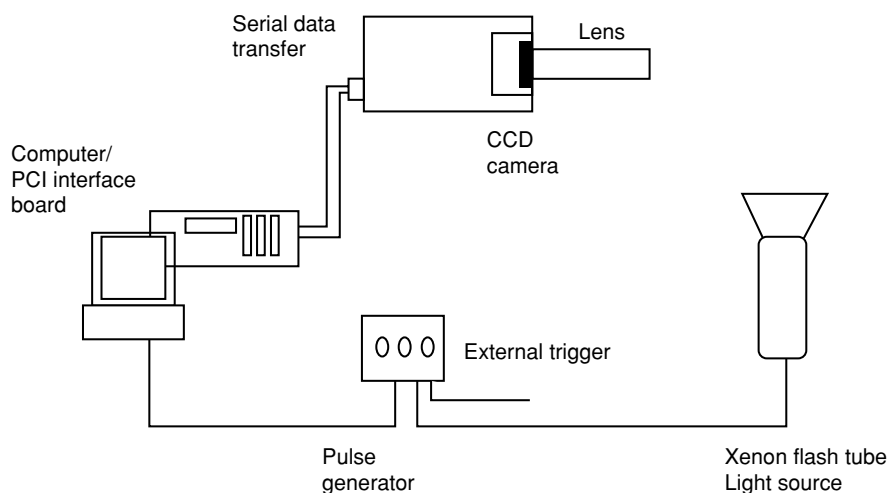 Serial data
transfer
Lens
CCD
camera
Computer/
PCI interface
board
External trigger
Pulse
generator
Xenon flash tube
Light source